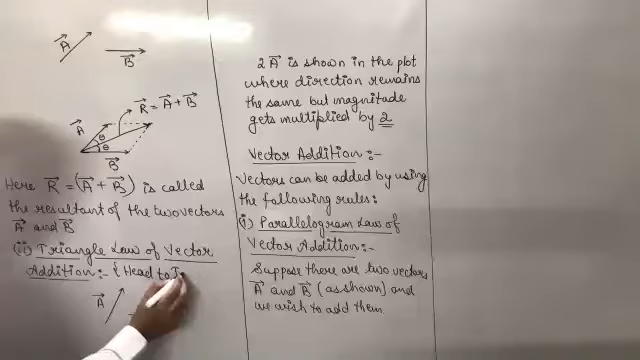 A
B
R = A + B
A
θ
θ
B
Here R = (A + B) is called
the resultant of the two vectors
A and B
(ii) Triangle Law of Vector
Addition:- {Head to T
A
2 A is shown in the plot
where direction remains
the same but magnitude
gets multiplied by 2
Vector Addition:-
Vectors can be added by using
the following rules:
(i) Parallelogram Law of
Vector Addition:-
Suppose there are two vectors
A and B (as shown) and
we wish to add them.